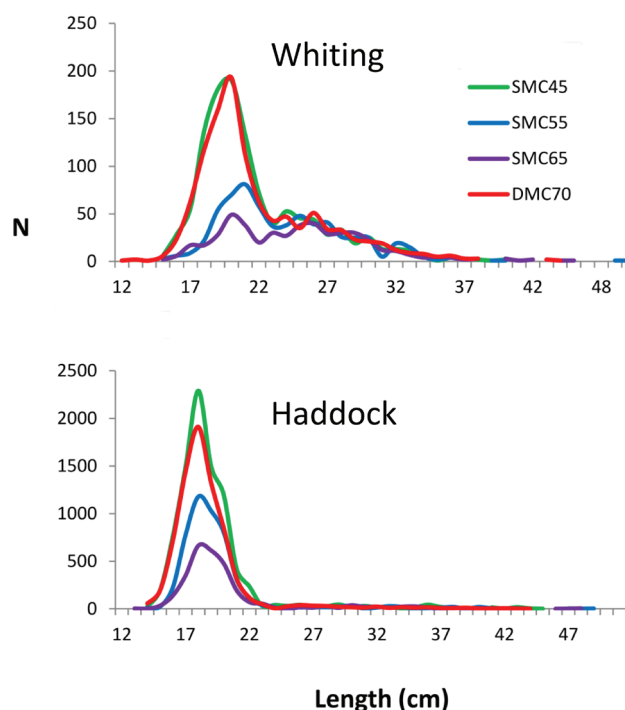 250
Whiting
200
SMC45
SMC55
150
SMC65
100
DMC70
N
50
0
12 17 22 27 32 37 42 48
2500
Haddock
2000
1500
1000
500
0
12 17 22 27 32 37 42 47
Length (cm)